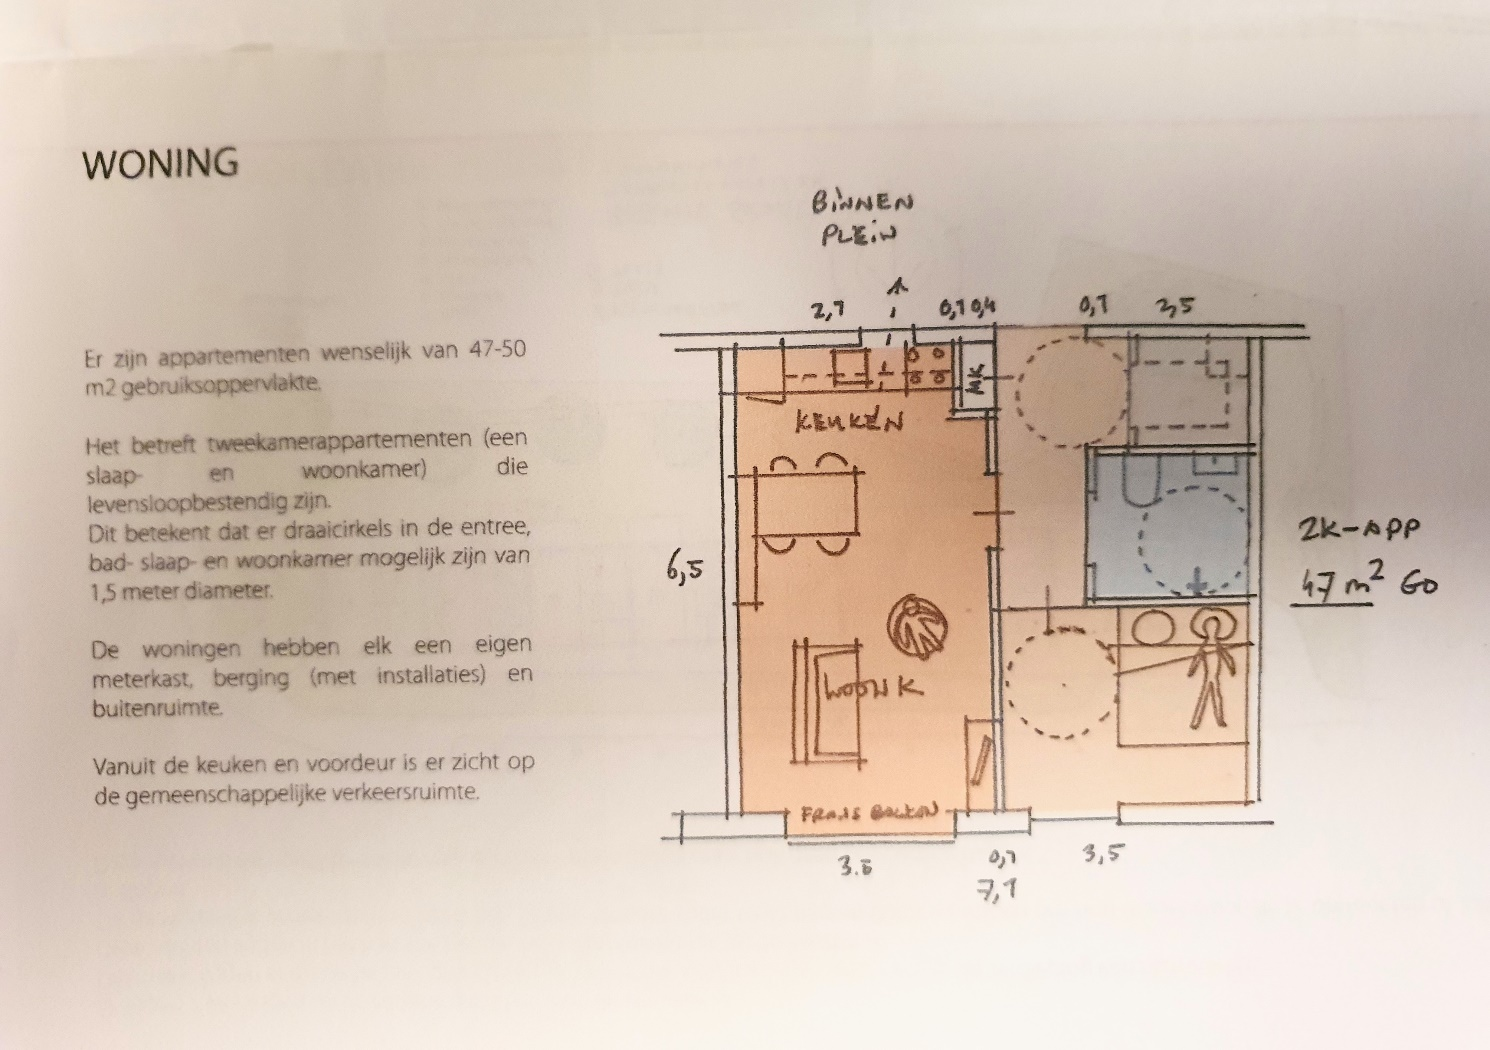 WONING
Er zijn appartementen wenselijk van 47-50
m2 gebruiksoppervlakte.
Het betreft tweekamerappartementen (een
slaap- en woonkamer) die
levensloopbestendig zijn.
Dit betekent dat er draaicirkels in de entree,
bad- slaap- en woonkamer mogelijk zijn van
1,5 meter diameter.
De woningen hebben elk een eigen
meterkast, berging (met installaties) en
buitenruimte.
Vanuit de keuken en voordeur is er zicht op
de gemeenschappelijke verkeersruimte.
BINNEN
PLEIN
2,7 0,1 0,4 0,1 2,5
MK
KEUKEN
6,5
2K-APP
47 m² GO
WOONK
FRANS BALKON
3.5 0,1 3,5
7,1